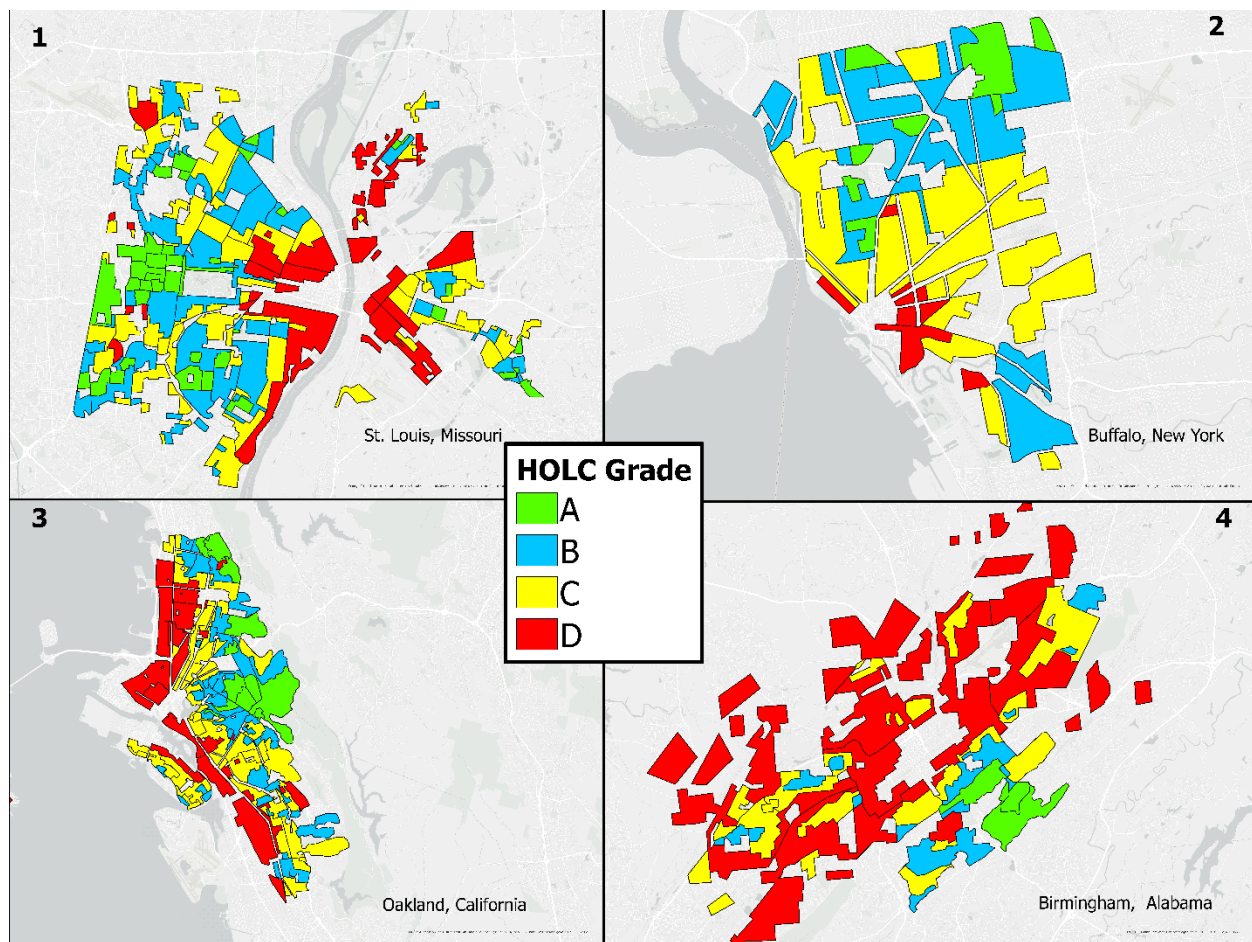 1
St. Louis, Missouri
2
Buffalo, New York
HOLC Grade
A
B
C
D
3
Oakland, California
4
Birmingham, Alabama